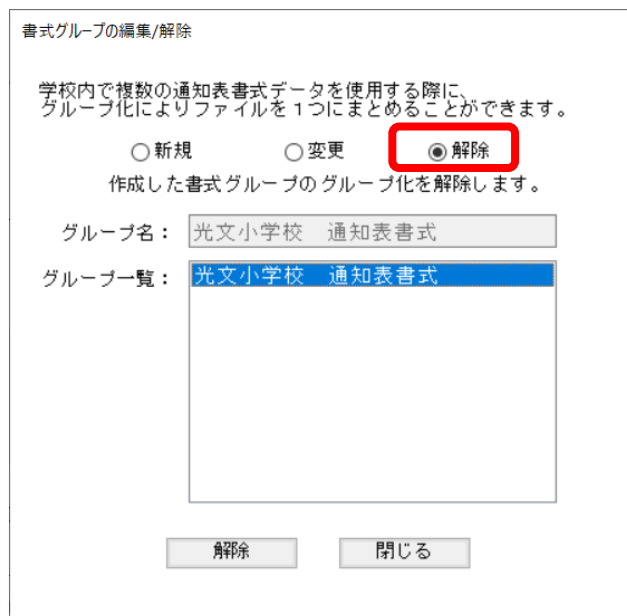 書式グループの編集/解除
学校内で複数の通知表書式データを使用する際に、
グループ化によりファイルを１つにまとめることができます。
新規 変更 解除
作成した書式グループのグループ化を解除します。
グループ名： 光文小学校　通知表書式
グループ一覧： 光文小学校　通知表書式
解除 閉じる